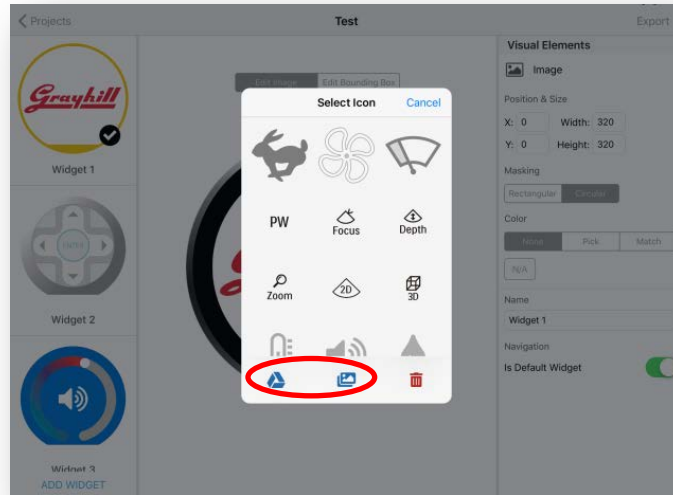 Projects
Test
Export
Grayhill
Widget 1
ENTER
Widget 2
Widget 3
ADD WIDGET
Edit Image
Edit Bounding Box
Select Icon
Cancel
PW
Focus
Depth
Zoom
2D
3D
Visual Elements
Image
Position & Size
X: 0 Width: 320
Y: 0 Height: 320
Masking
Rectangular Circular
Color
None Pick Match
N/A
Name
Widget 1
Navigation
Is Default Widget